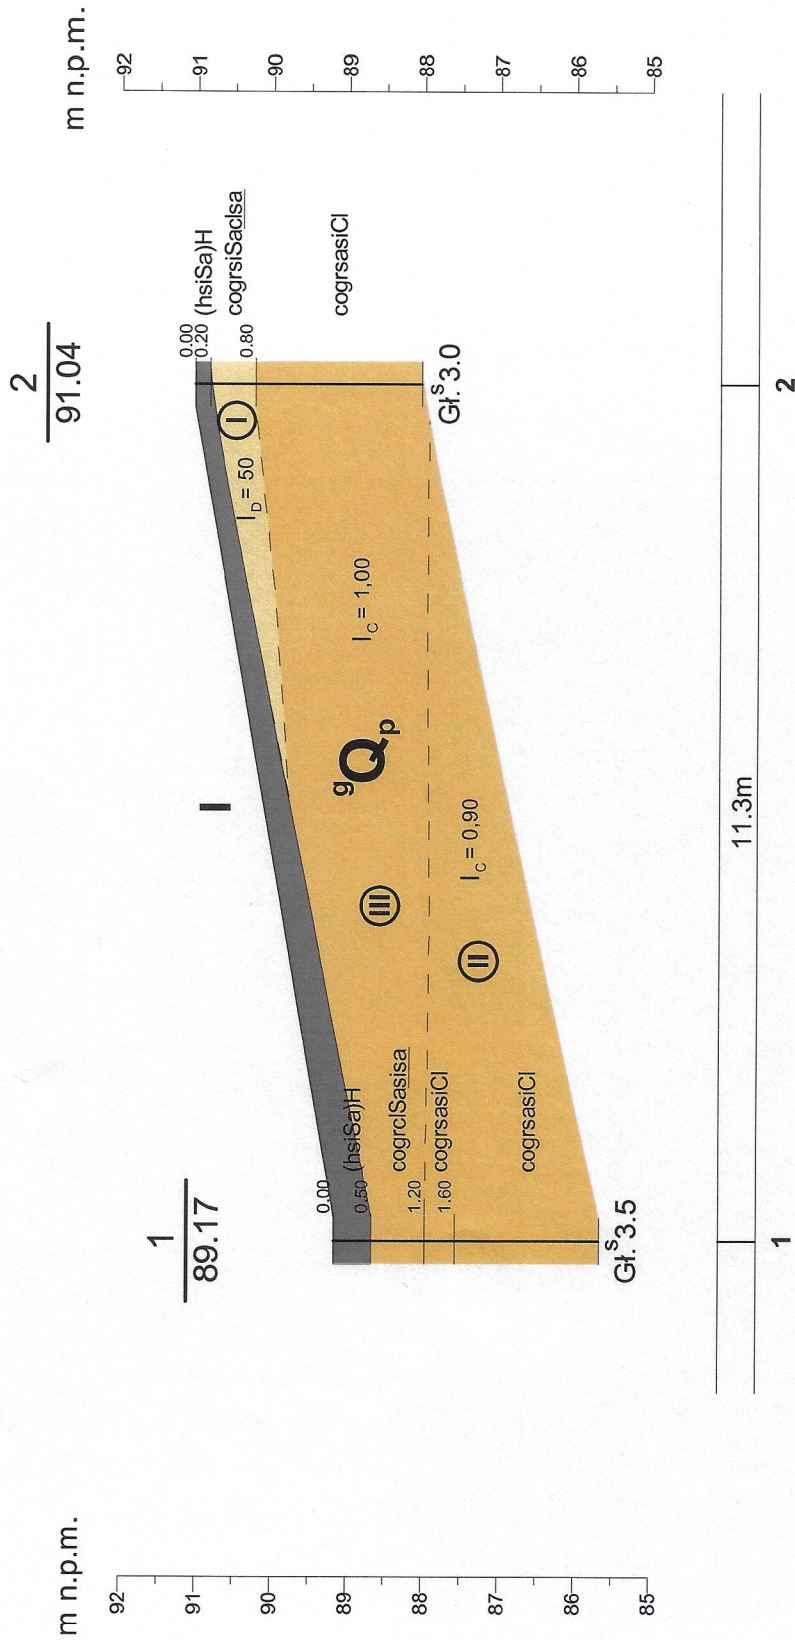 m n.p.m.
92
91
90
89
88
87
86
85
1
89.17
0.00
0.50 (hsiSa)H
cogrclSasisa
1.20
1.60 cogrsasiCl
cogrsasiCl
Gł.s3.5
I
gQp
III
II
I
ID = 50
IC = 1,00
IC = 0,90
2
91.04
0.00
0.20 (hsiSa)H
cogrsiSaclsa
0.80
cogrsasiCl
Gł.s3.0
m n.p.m.
92
91
90
89
88
87
86
85
11.3m
1
2